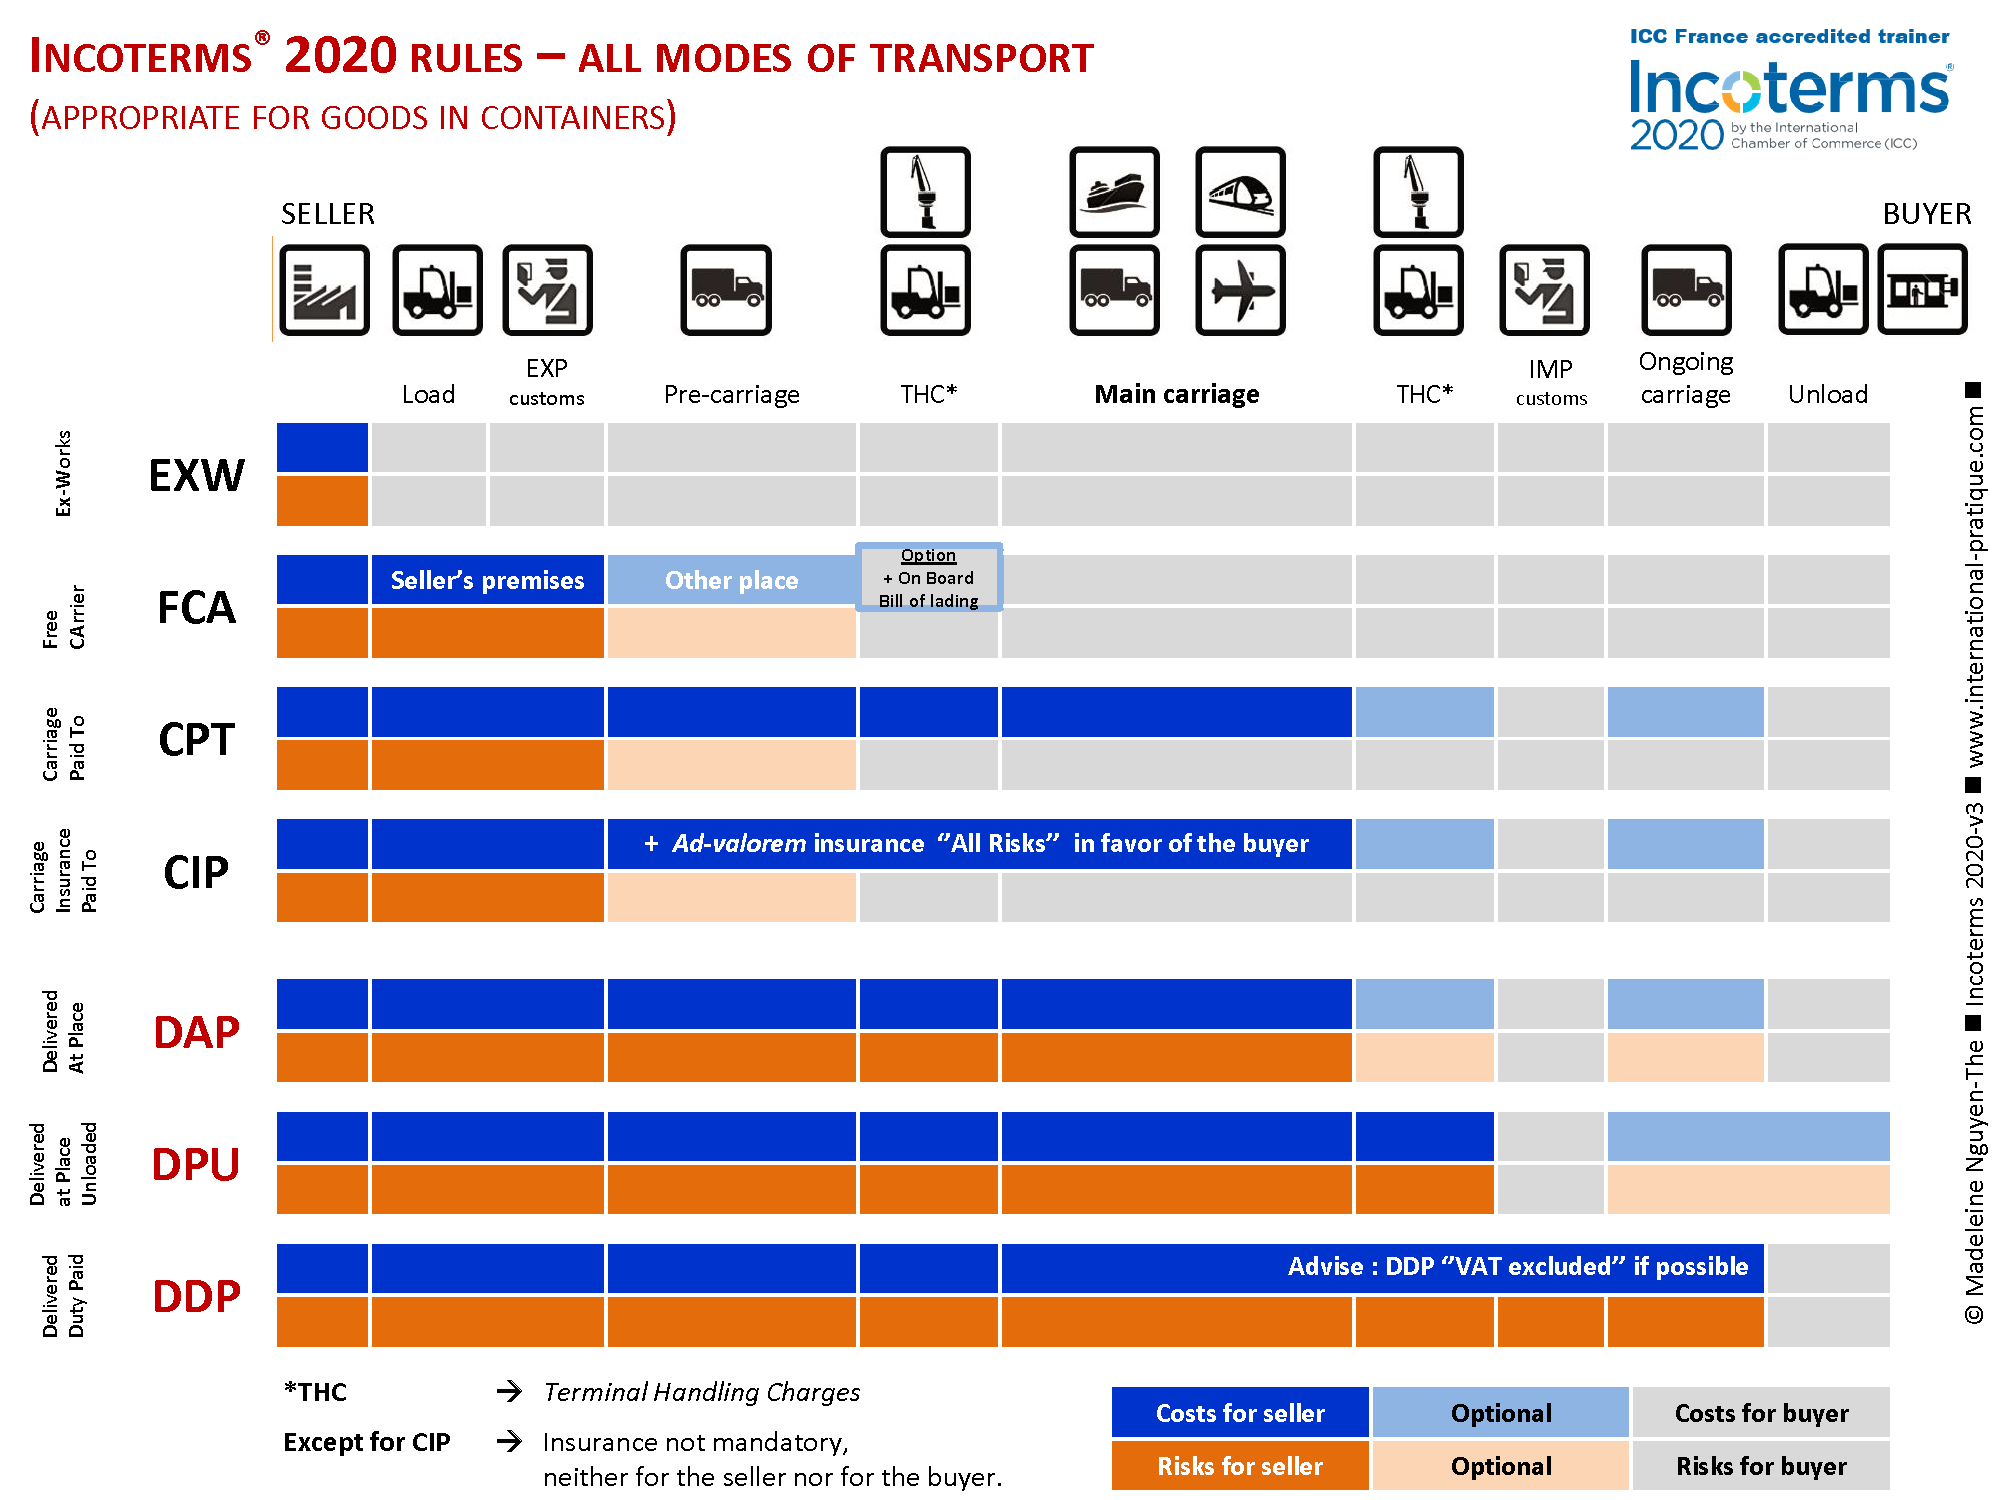 INCOTERMS® 2020 RULES – ALL MODES OF TRANSPORT
(APPROPRIATE FOR GOODS IN CONTAINERS)
ICC France accredited trainer
Incoterms®
2020 by the International
Chamber of Commerce (ICC)
SELLER
BUYER
Load
EXP
customs
Pre-carriage
THC*
Main carriage
THC*
IMP
customs
Ongoing
carriage
Unload
Ex-Works
EXW
Free
CArrier
FCA
Seller's premises
Other place
Option
+ On Board
Bill of lading
Carriage
Paid To
CPT
Carriage
Insurance
Paid To
CIP
+ Ad-valorem insurance "All Risks" in favor of the buyer
Delivered
At Place
DAP
Delivered
at Place
Unloaded
DPU
Delivered
Duty Paid
DDP
Advise : DDP "VAT excluded" if possible
*THC → Terminal Handling Charges
Except for CIP → Insurance not mandatory,
neither for the seller nor for the buyer.
Costs for seller
Optional
Costs for buyer
Risks for seller
Optional
Risks for buyer
© Madeleine Nguyen-The ■ Incoterms 2020-v3 ■ www.international-pratique.com ■